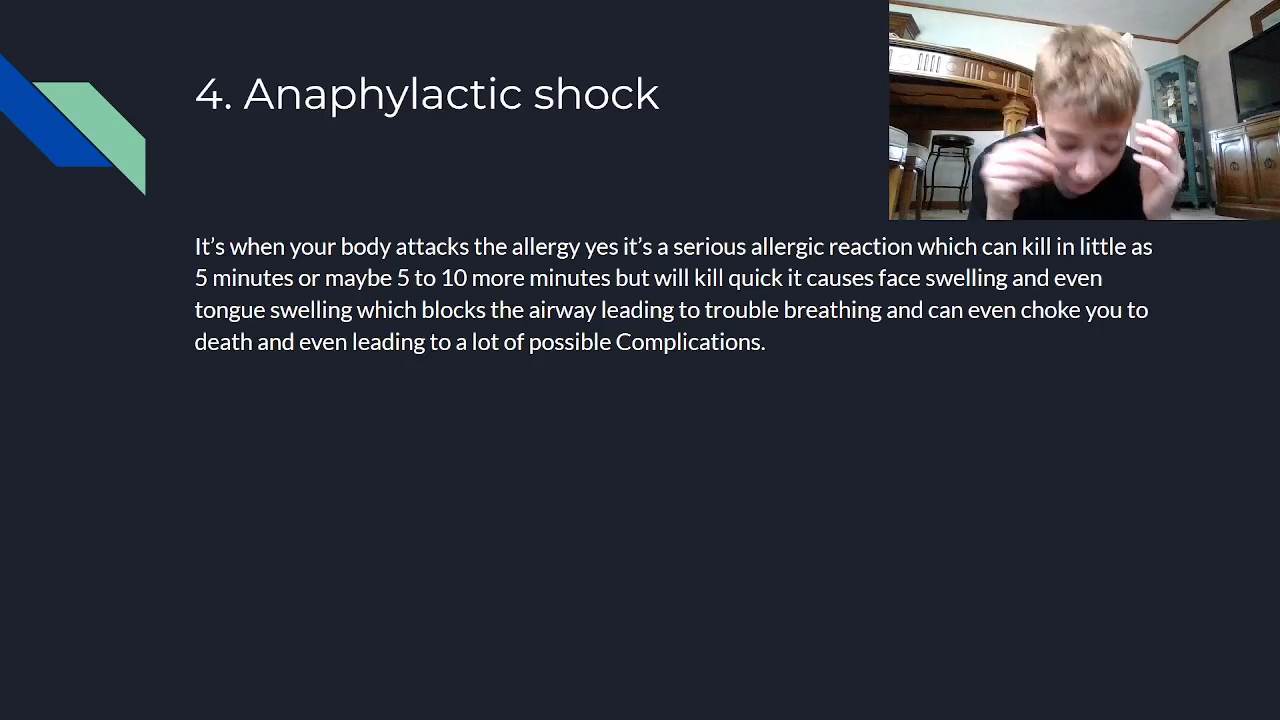 4. Anaphylactic shock
It’s when your body attacks the allergy yes it’s a serious allergic reaction which can kill in little as
5 minutes or maybe 5 to 10 more minutes but will kill quick it causes face swelling and even
tongue swelling which blocks the airway leading to trouble breathing and can even choke you to
death and even leading to a lot of possible Complications.